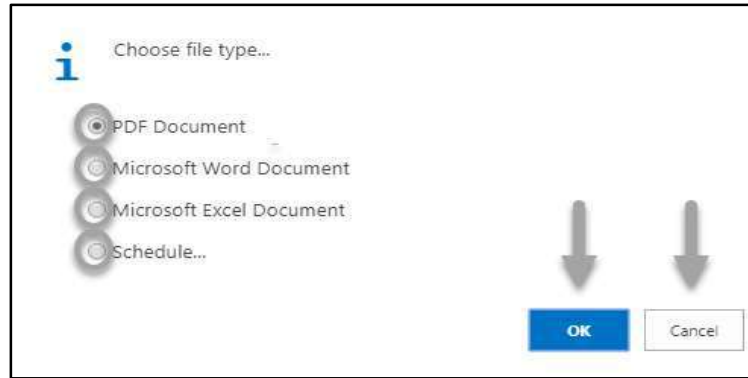 Choose file type...
PDF Document
Microsoft Word Document
Microsoft Excel Document
Schedule...
OK
Cancel